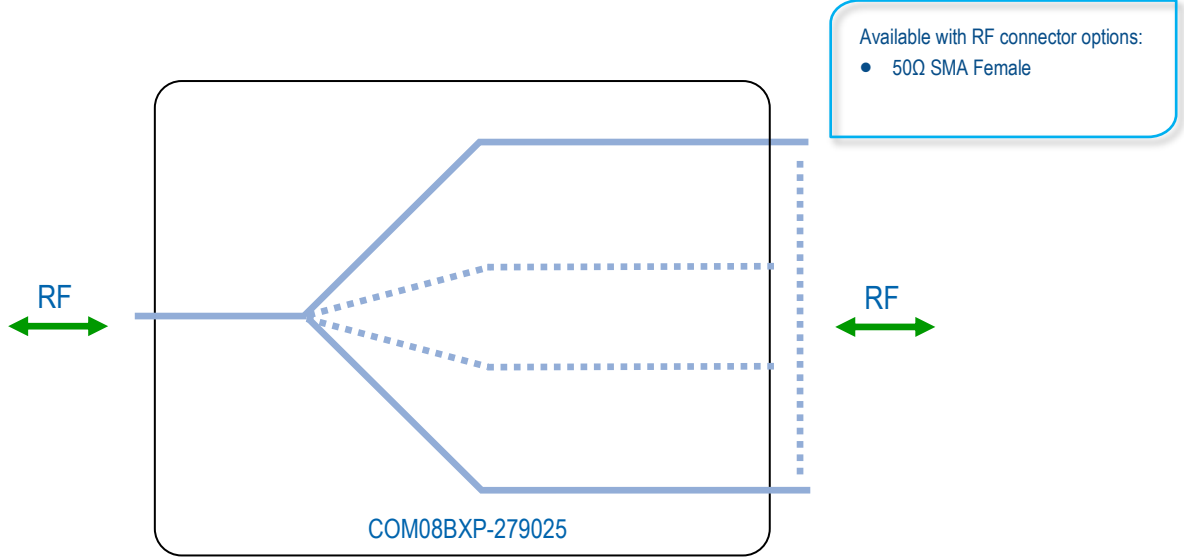 Available with RF connector options:
• 50Ω SMA Female
RF
RF
COM08BXP-279025